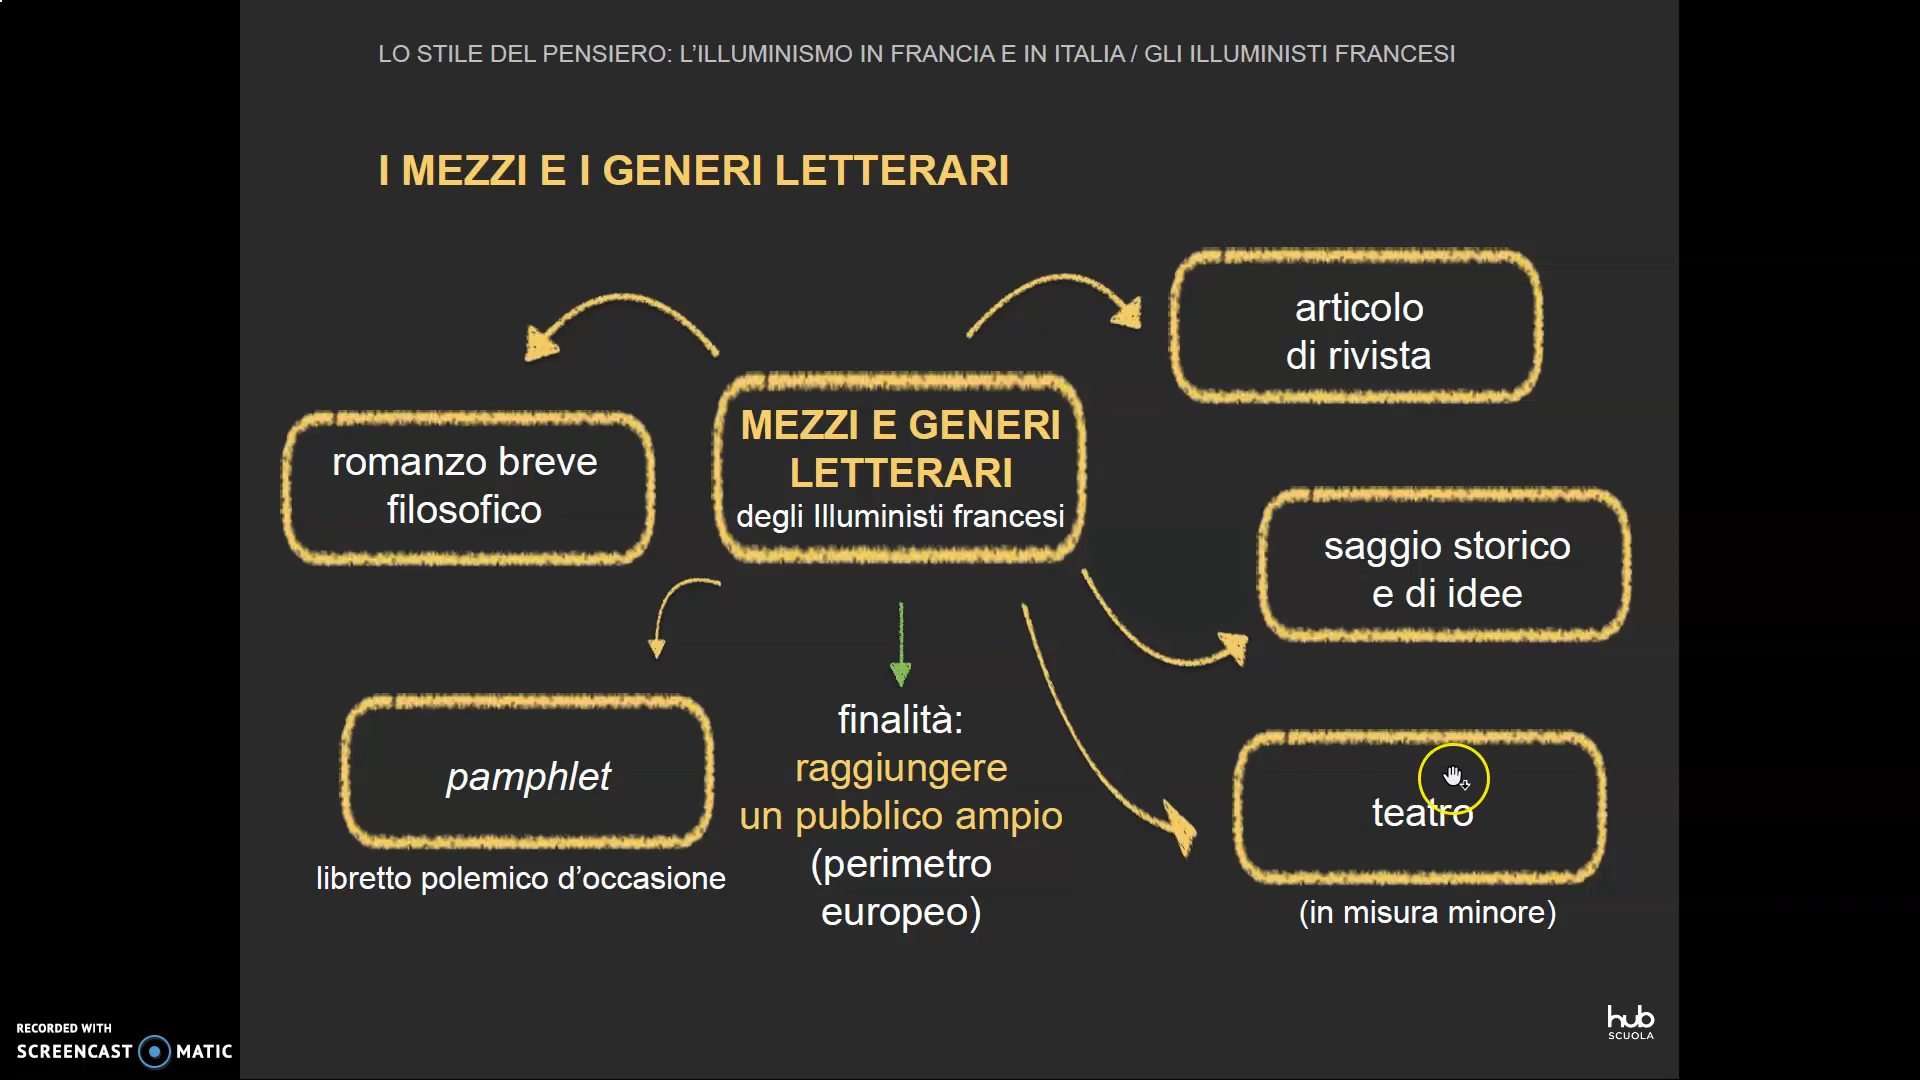 LO STILE DEL PENSIERO: L’ILLUMINISMO IN FRANCIA E IN ITALIA / GLI ILLUMINISTI FRANCESI
I MEZZI E I GENERI LETTERARI
articolo
di rivista
MEZZI E GENERI
LETTERARI
degli Illuministi francesi
romanzo breve
filosofico
saggio storico
e di idee
pamphlet
libretto polemico d’occasione
finalità:
raggiungere
un pubblico ampio
(perimetro
europeo)
teatro
(in misura minore)
hub
SCUOLA
RECORDED WITH
SCREENCAST MATIC